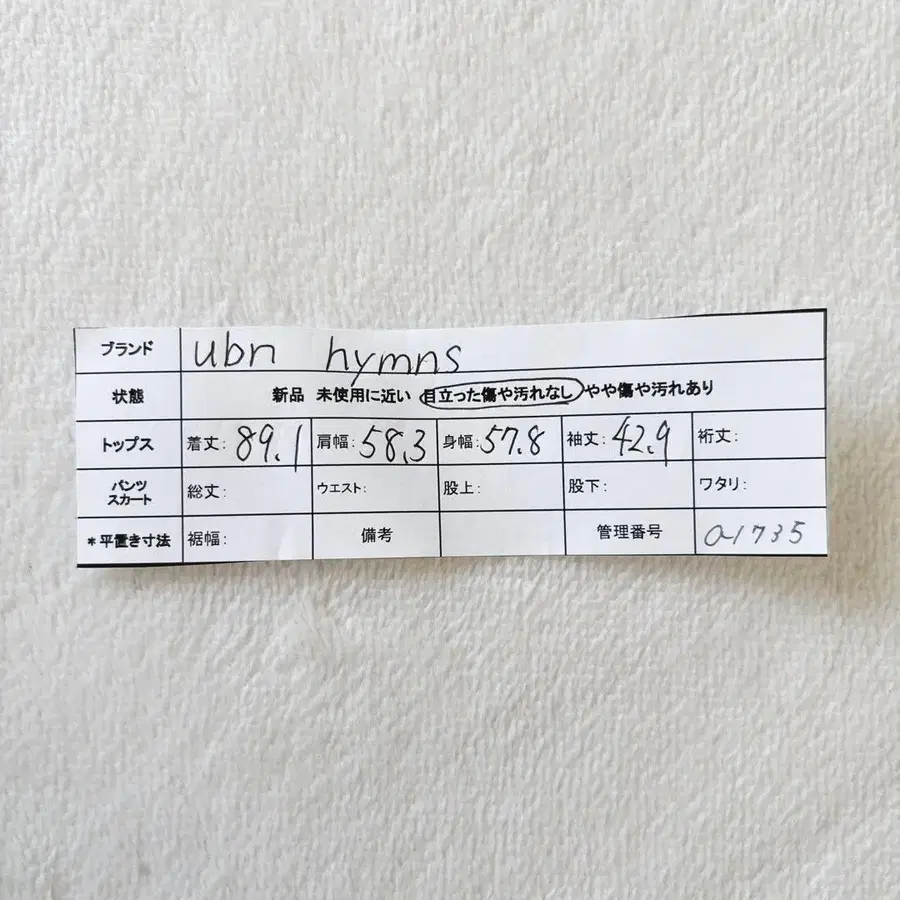 ブランド ubn hymns
状態 新品 未使用に近い 目立った傷や汚れなし やや傷や汚れあり
トップス 着丈: 89.1 肩幅: 58.3 身幅: 57.8 袖丈: 42.9 裄丈:
パンツ スカート 総丈: ウエスト: 股上: 股下: ワタリ:
*平置き寸法 裾幅: 備考 管理番号 a-1735